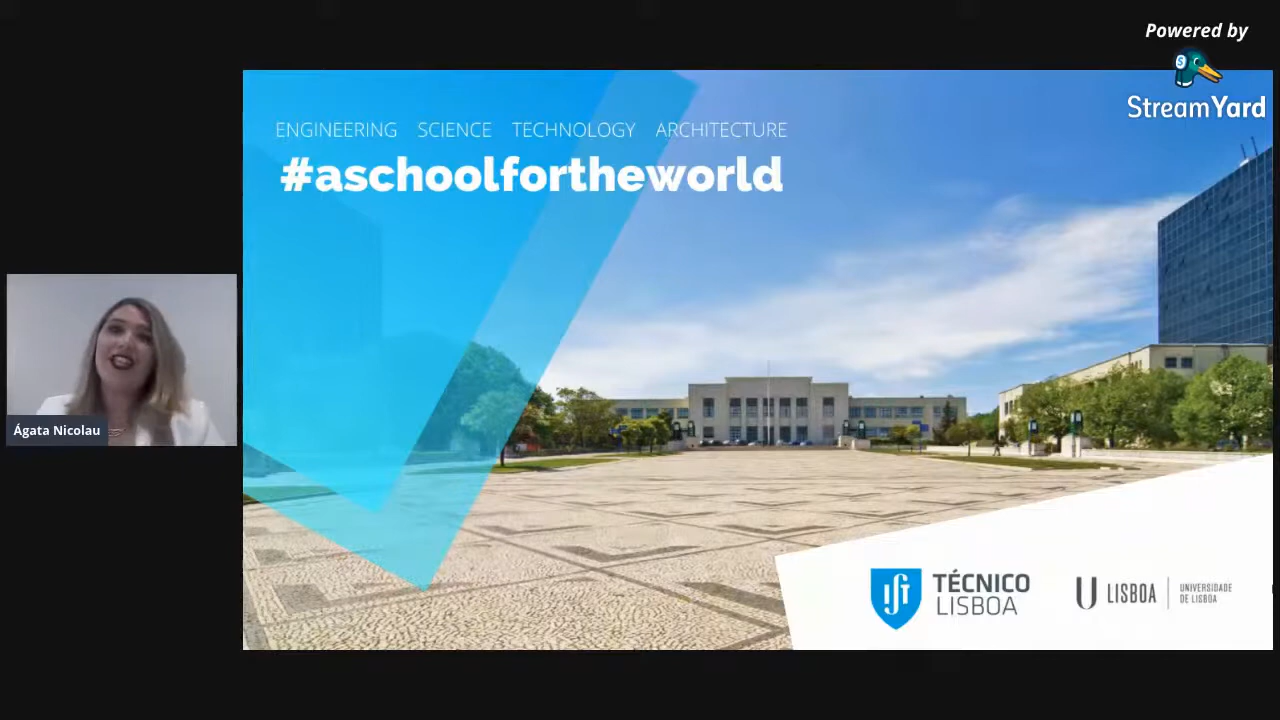 Powered by
StreamYard
ENGINEERING SCIENCE TECHNOLOGY ARCHITECTURE
#aschoolfortheworld
Ágata Nicolau
TÉCNICO
LISBOA
U LISBOA | UNIVERSIDADE
DE LISBOA